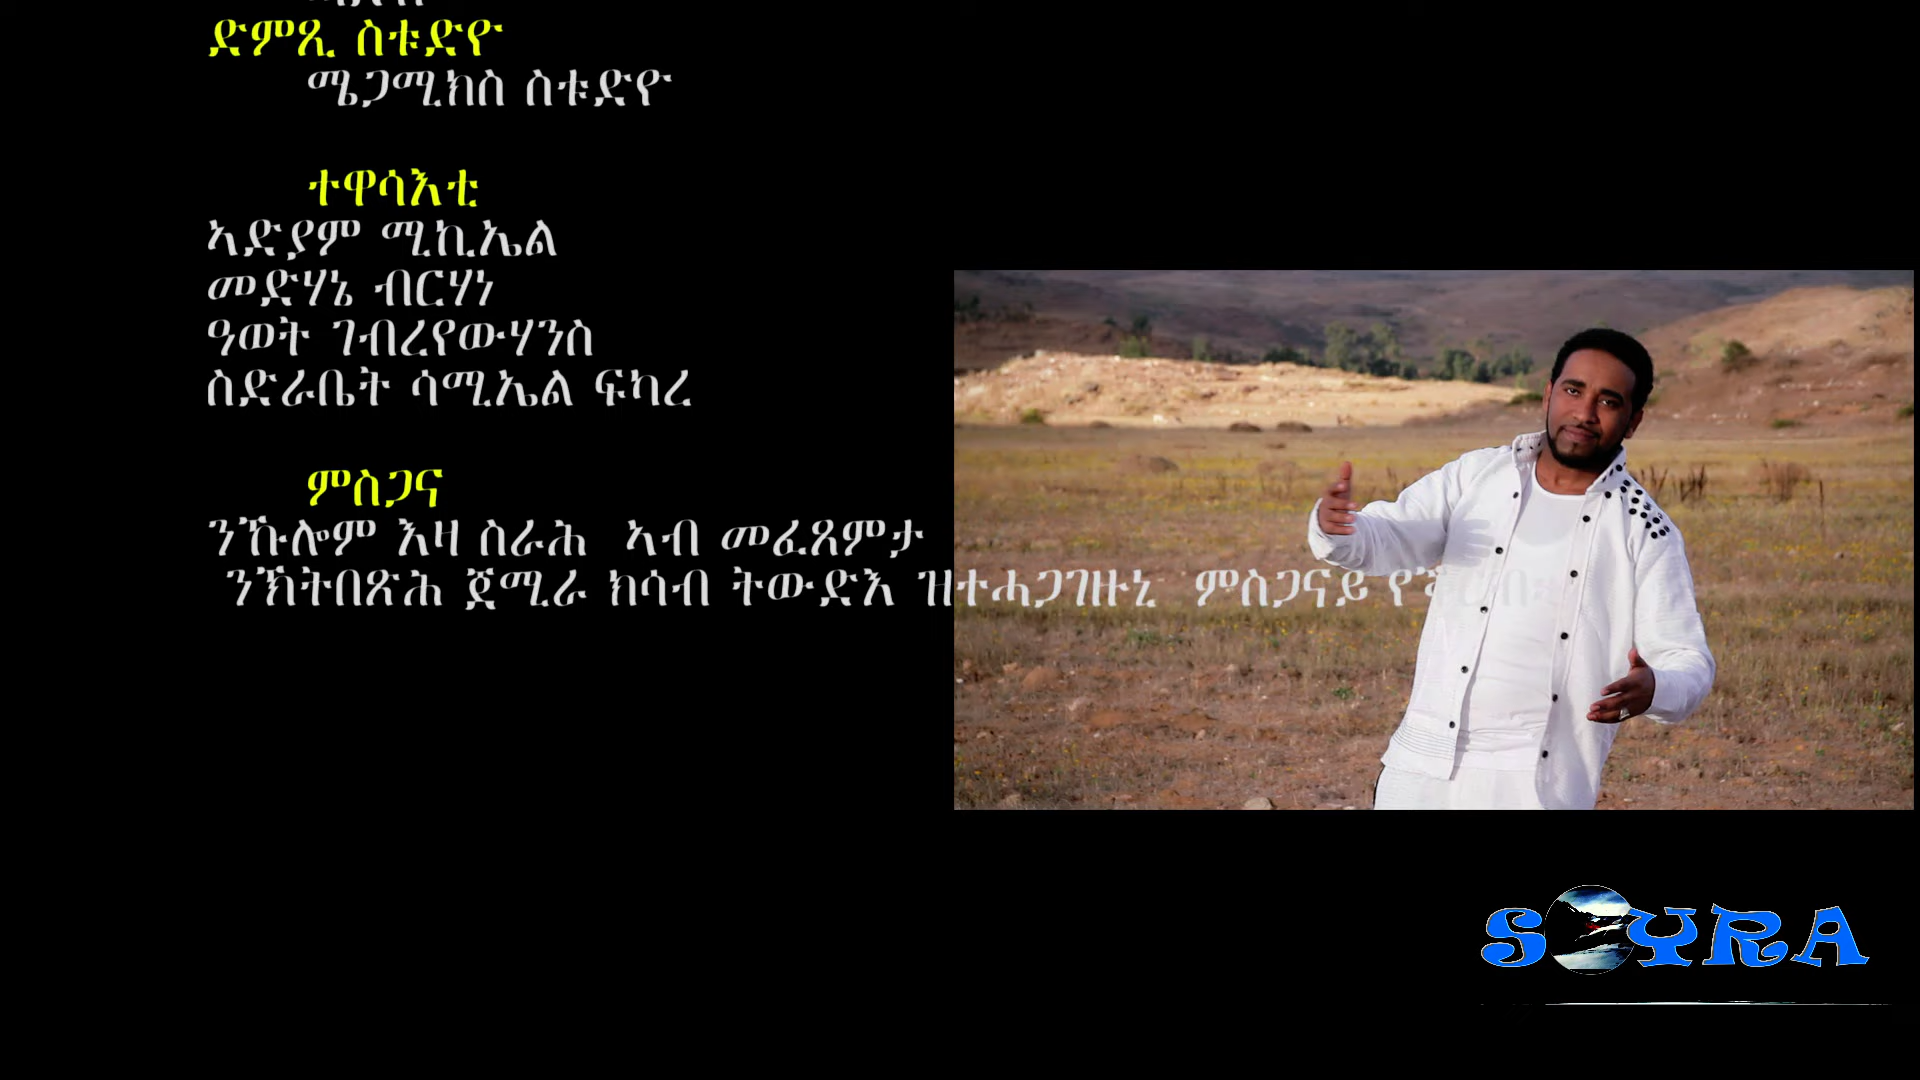 ድምጺ ስቱድዮ
ሜጋሚክስ ስቱድዮ
ተዋሳእቲ
ኣድያም ሚኪኤል
መድሃኔ ብርሃነ
ዓወት ገብረየውሃንስ
ስድራቤት ሳሚኤል ፍካረ
ምስጋና
ንኹሎም እዛ ስራሕ ኣብ መፈጸምታ
ንኽትበጽሕ ጀሚራ ክሳብ ትውድእ ዝተሓጋገዙኒ ምስጋናይ
SOYRA